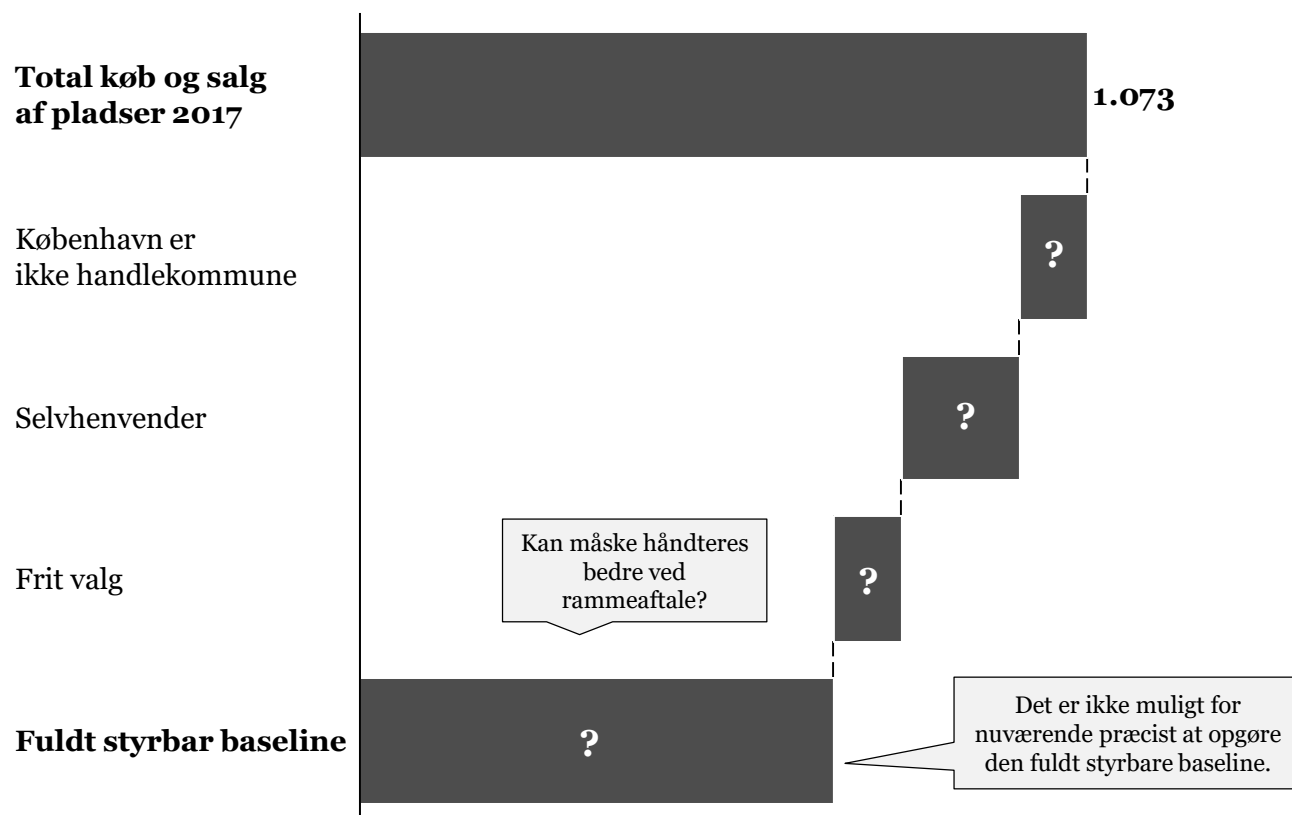 Total køb og salg
af pladser 2017
1.073
København er
ikke handlekommune
?
Selvhenvender
?
Frit valg
Kan måske håndteres
bedre ved
rammeaftale?
?
Fuldt styrbar baseline
?
Det er ikke muligt for
nuværende præcist at opgøre
den fuldt styrbare baseline.